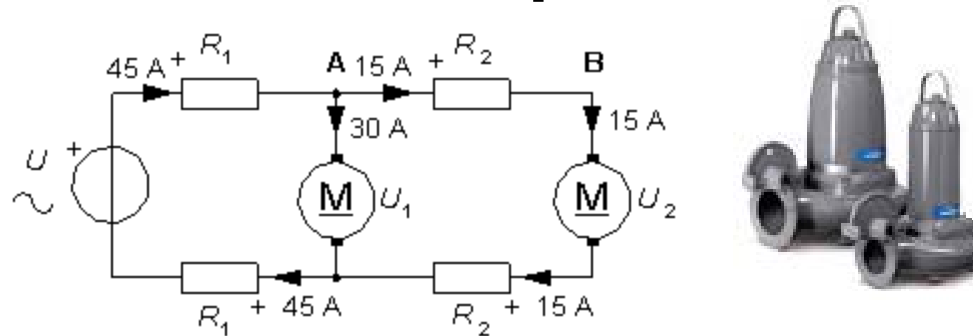 45 A + R1 A 15 A + R2 B
30 A 15 A
U + M U1 M U2
~
R1 + 45 A R2 + 15 A